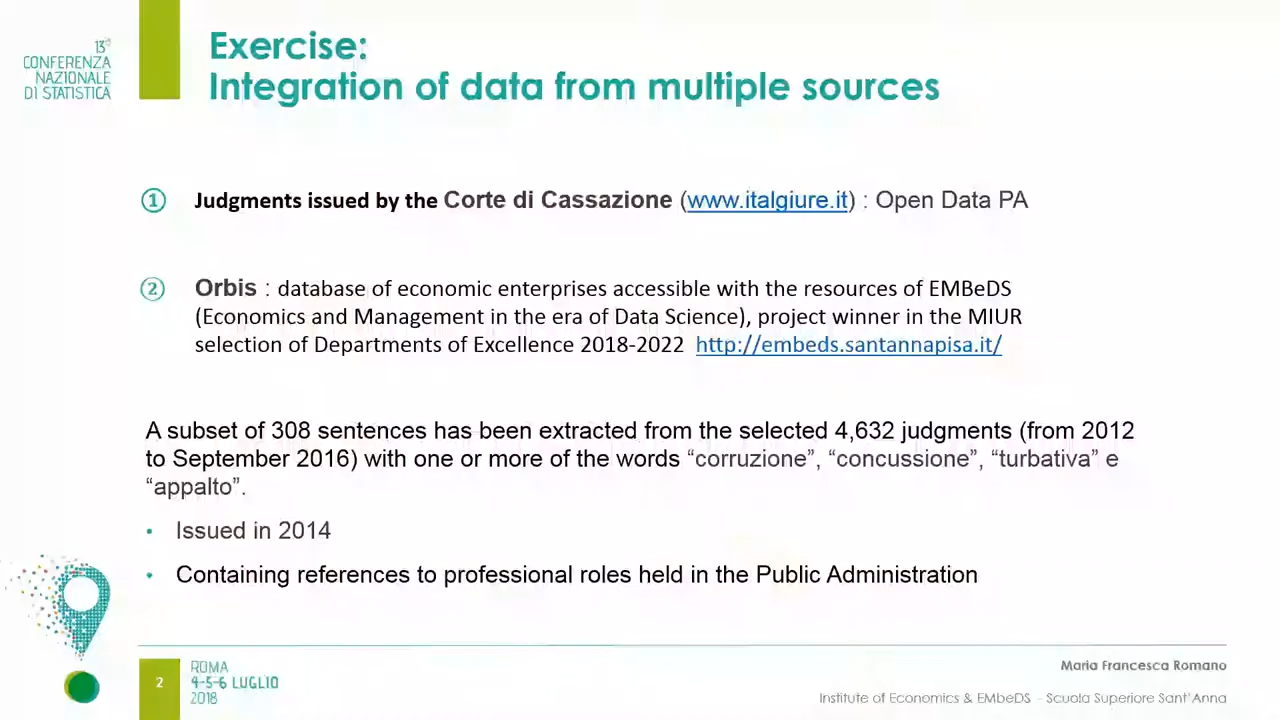 13ª
CONFERENZA
NAZIONALE
DI STATISTICA
Exercise:
Integration of data from multiple sources
① Judgments issued by the Corte di Cassazione (www.italgiure.it) : Open Data PA
② Orbis : database of economic enterprises accessible with the resources of EMBeDS
(Economics and Management in the era of Data Science), project winner in the MIUR
selection of Departments of Excellence 2018-2022 http://embeds.santannapisa.it/
A subset of 308 sentences has been extracted from the selected 4,632 judgments (from 2012
to September 2016) with one or more of the words “corruzione”, “concussione”, “turbativa” e
“appalto”.
• Issued in 2014
• Containing references to professional roles held in the Public Administration
2
ROMA
4-5-6 LUGLIO
2018
Maria Francesca Romano
Institute of Economics & EMbeDS - Scuola Superiore Sant'Anna